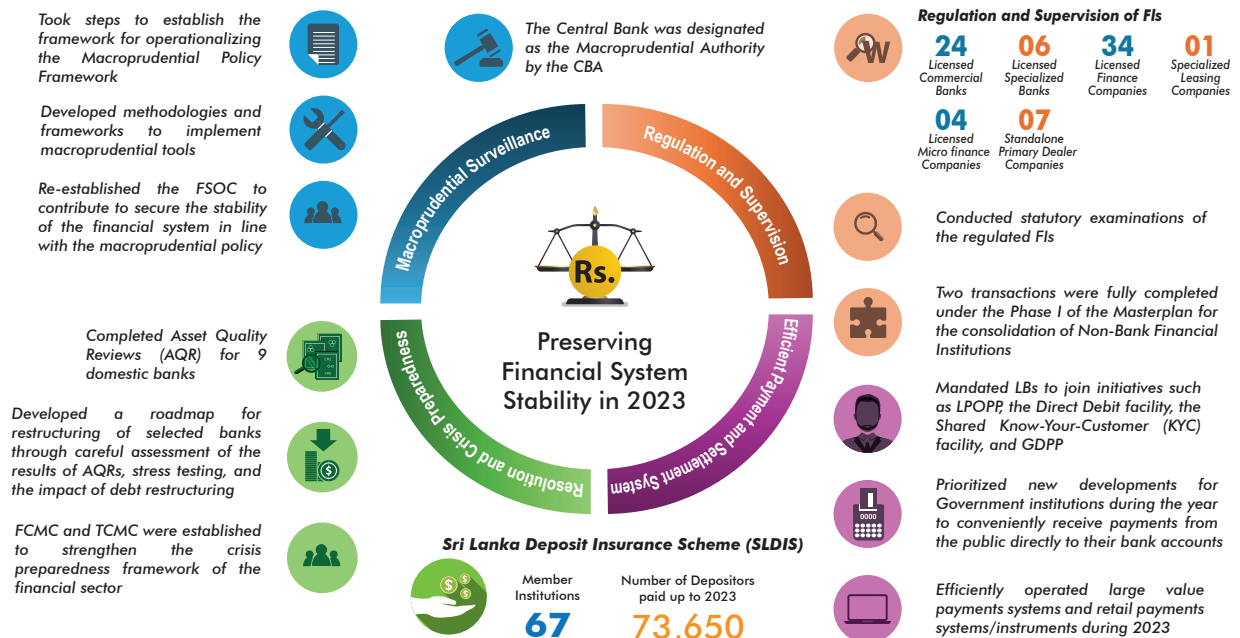 Took steps to establish the
framework for operationalizing
the Macroprudential Policy
Framework
Developed methodologies and
frameworks to implement
macroprudential tools
Re-established the FSOC to
contribute to secure the stability
of the financial system in line
with the macroprudential policy
The Central Bank was designated
as the Macroprudential Authority
by the CBA
Regulation and Supervision of FIs
W
24
Licensed
Commercial
Banks
06
Licensed
Specialized
Banks
34
Licensed
Finance
Companies
01
Specialized
Leasing
Companies
04
Licensed
Micro finance
Companies
07
Standalone
Primary Dealer
Companies
Conducted statutory examinations of
the regulated FIs
Two transactions were fully completed
under the Phase I of the Masterplan for
the consolidation of Non-Bank Financial
Institutions
Macroprudential Surveillance
Regulation and Supervision
Rs.
Preserving
Financial System
Stability in 2023
Resolution and Crisis Preparedness
Efficient Payment and Settlement System
Completed Asset Quality
Reviews (AQR) for 9
domestic banks
Developed a roadmap for
restructuring of selected banks
through careful assessment of the
results of AQRs, stress testing, and
the impact of debt restructuring
FCMC and TCMC were established
to strengthen the crisis
preparedness framework of the
financial sector
Mandated LBs to join initiatives such
as LPOPP, the Direct Debit facility, the
Shared Know-Your-Customer (KYC)
facility, and GDPP
Prioritized new developments for
Government institutions during the year
to conveniently receive payments from
the public directly to their bank accounts
Efficiently operated large value
payments systems and retail payments
systems/instruments during 2023
Sri Lanka Deposit Insurance Scheme (SLDIS)
Member
Institutions
67
Number of Depositors
paid up to 2023
73,650